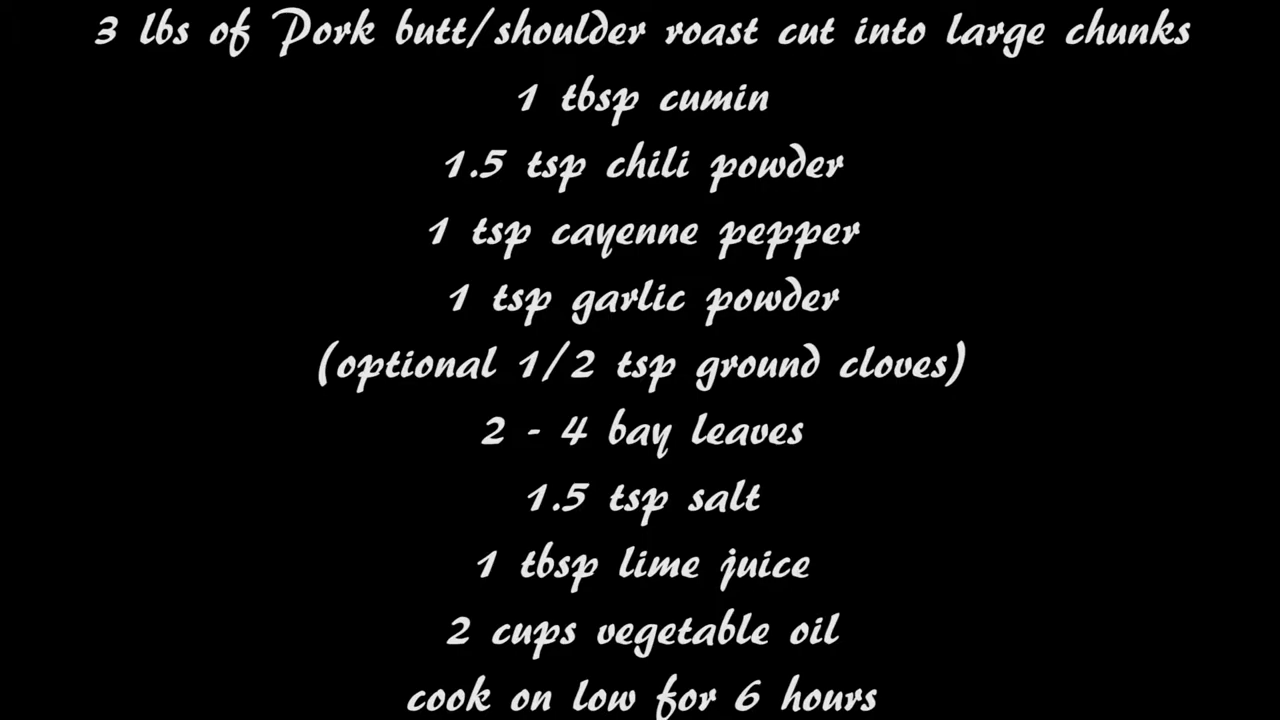 3 lbs of Pork butt/shoulder roast cut into large chunks
1 tbsp cumin
1.5 tsp chili powder
1 tsp cayenne pepper
1 tsp garlic powder
(optional 1/2 tsp ground cloves)
2 - 4 bay leaves
1.5 tsp salt
1 tbsp lime juice
2 cups vegetable oil
cook on low for 6 hours